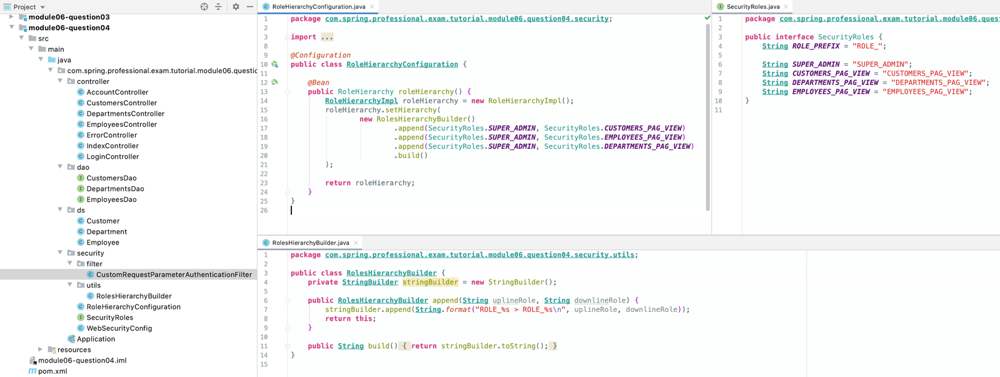 Project
module06-question03
module06-question04
src
main
java
com.spring.professional.exam.tutorial.module06.questic
controller
AccountController
CustomersController
DepartmentsController
EmployeesController
ErrorController
IndexController
LoginController
dao
CustomersDao
DepartmentsDao
EmployeesDao
ds
Customer
Department
Employee
security
filter
CustomRequestParameterAuthenticationFilter
utils
RolesHierarchyBuilder
RoleHierarchyConfiguration
SecurityRoles
WebSecurityConfig
Application
resources
module06-question04.iml
pom.xml
RoleHierarchyConfiguration.java
1 package com.spring.professional.exam.tutorial.module06.question04.security;
2
3 import ...
8
9 @Configuration
10 public class RoleHierarchyConfiguration {
11
12 @Bean
13 public RoleHierarchy roleHierarchy() {
14 RoleHierarchyImpl roleHierarchy = new RoleHierarchyImpl();
15 roleHierarchy.setHierarchy(
16 new RolesHierarchyBuilder()
17 .append(SecurityRoles.SUPER_ADMIN, SecurityRoles.CUSTOMERS_PAG_VIEW)
18 .append(SecurityRoles.SUPER_ADMIN, SecurityRoles.EMPLOYEES_PAG_VIEW)
19 .append(SecurityRoles.SUPER_ADMIN, SecurityRoles.DEPARTMENTS_PAG_VIEW)
20 .build()
21 );
22
23 return roleHierarchy;
24 }
25 }
26
SecurityRoles.java
1 package com.spring.professional.exam.tutorial.module06.ques
2
3 public interface SecurityRoles {
4 String ROLE_PREFIX = "ROLE_";
5
6 String SUPER_ADMIN = "SUPER_ADMIN";
7 String CUSTOMERS_PAG_VIEW = "CUSTOMERS_PAG_VIEW";
8 String DEPARTMENTS_PAG_VIEW = "DEPARTMENTS_PAG_VIEW";
9 String EMPLOYEES_PAG_VIEW = "EMPLOYEES_PAG_VIEW";
10 }
11
RolesHierarchyBuilder.java
1 package com.spring.professional.exam.tutorial.module06.question04.security.utils;
2
3 public class RolesHierarchyBuilder {
4 private StringBuilder stringBuilder = new StringBuilder();
5
6 public RolesHierarchyBuilder append(String uplineRole, String downlineRole) {
7 stringBuilder.append(String.format("ROLE_%s > ROLE_%s\n", uplineRole, downlineRole));
8 return this;
9 }
10
11 public String build() { return stringBuilder.toString(); }
14 }
15